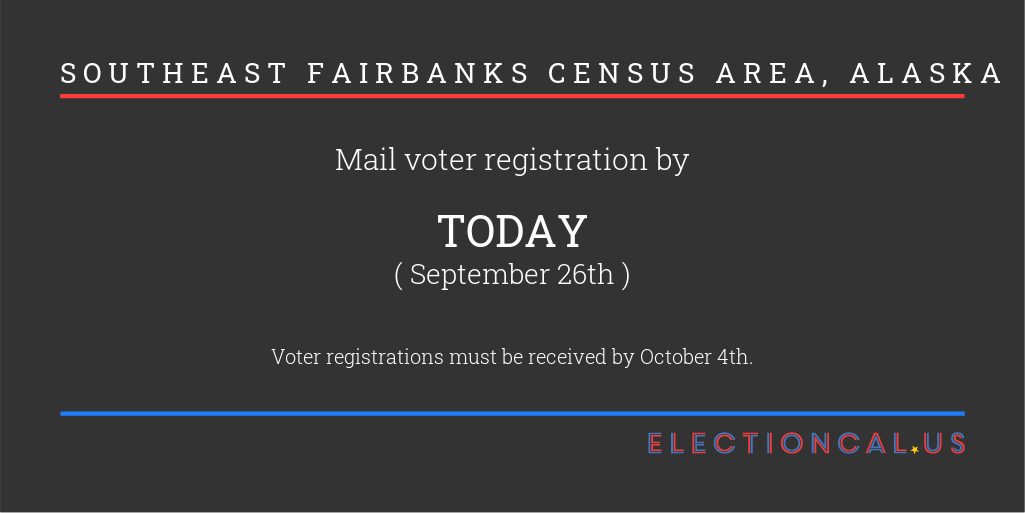 SOUTHEAST FAIRBANKS CENSUS AREA, ALASKA
Mail voter registration by
TODAY
( September 26th )
Voter registrations must be received by October 4th.
ELECTIONCAL.US